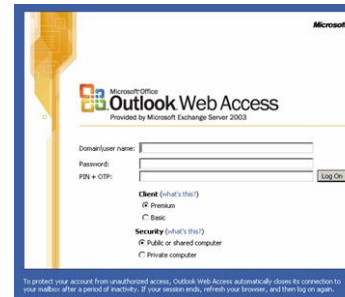 Microsoft
Microsoft Office
Outlook Web Access
Provided by Microsoft Exchange Server 2003
Domain\user name:
Password:
PIN + OTP:
Log On
Client (what's this?)
Premium
Basic
Security (what's this?)
Public or shared computer
Private computer
To protect your account from unauthorized access, Outlook Web Access automatically closes its connection to
your mailbox after a period of inactivity. If your session ends, refresh your browser, and then log on again.